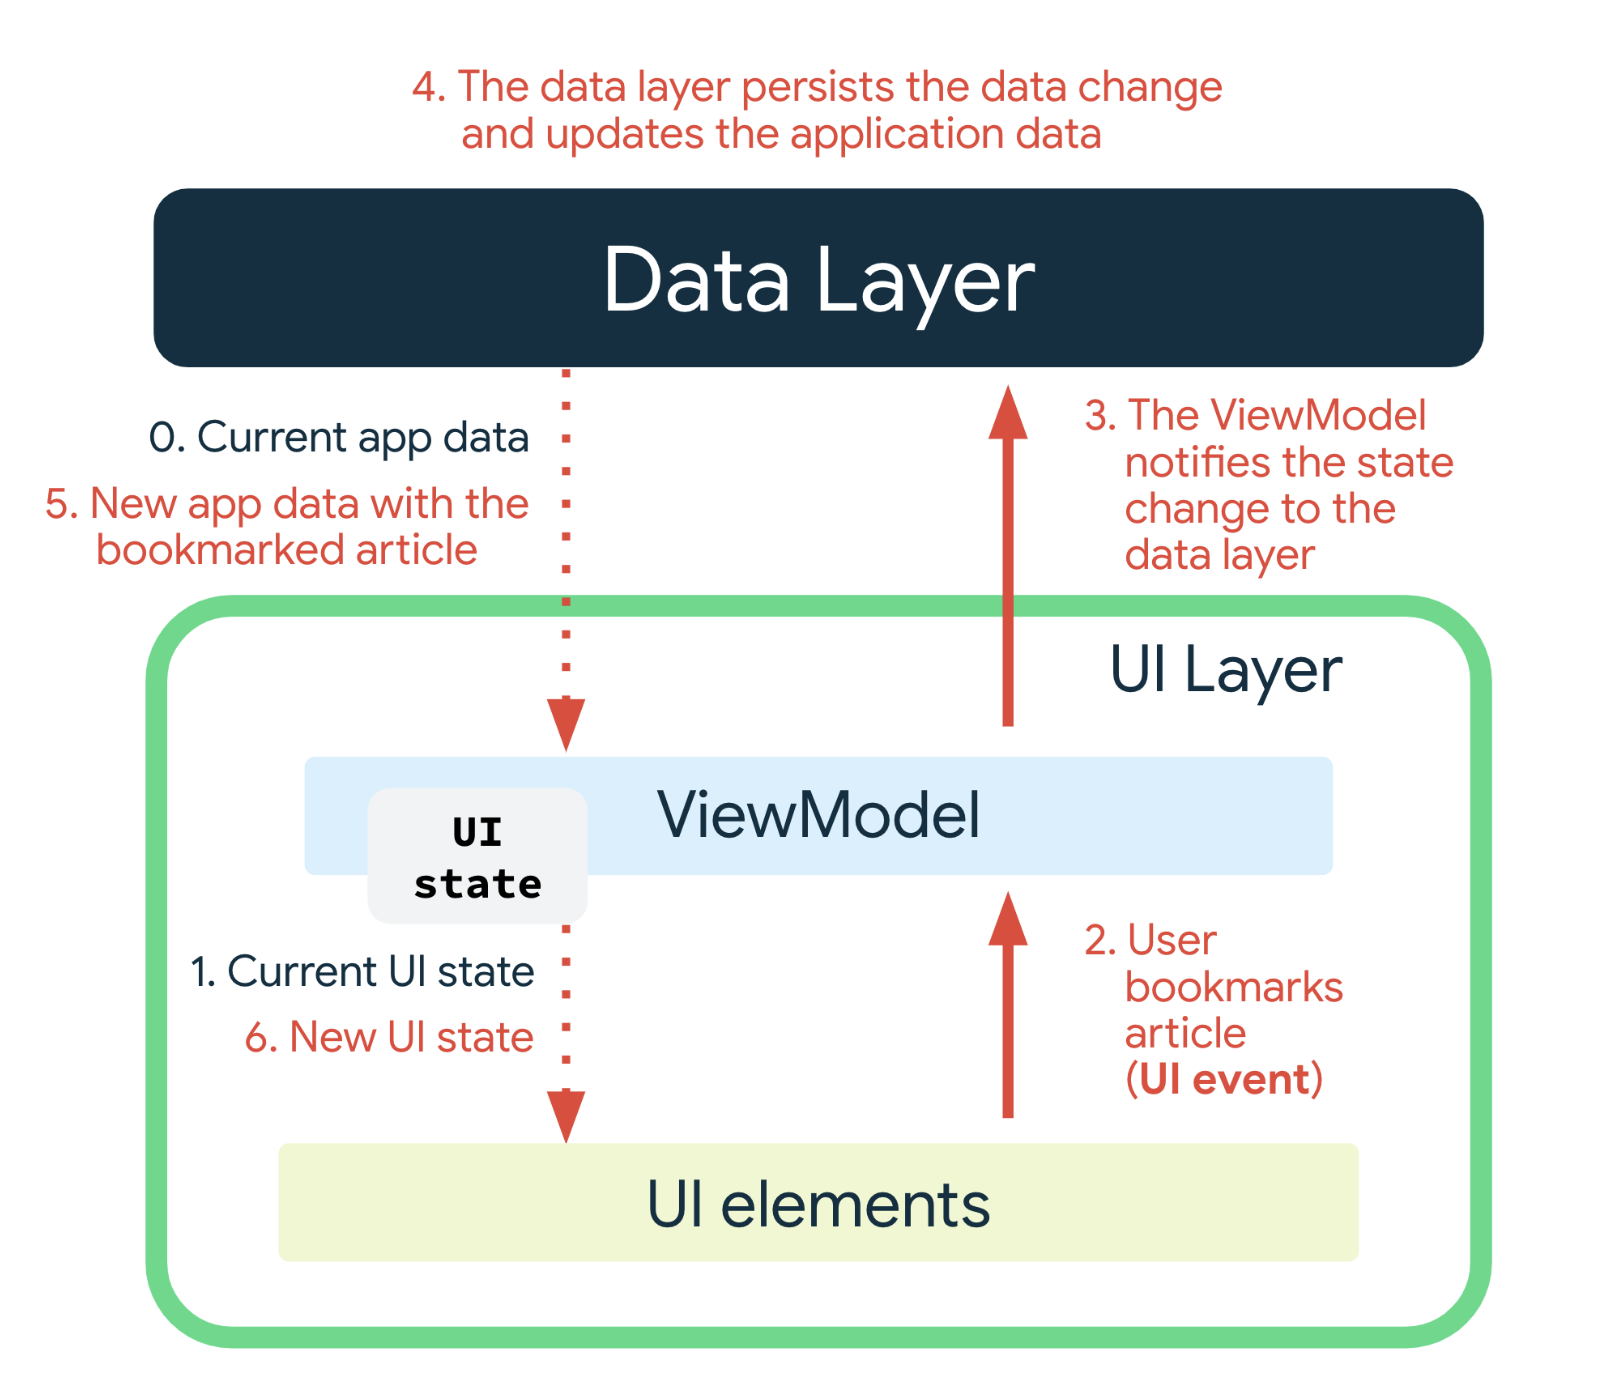 4. The data layer persists the data change
and updates the application data
Data Layer
0. Current app data
5. New app data with the
bookmarked article
3. The ViewModel
notifies the state
change to the
data layer
UI Layer
ViewModel
UI
state
1. Current UI state
6. New UI state
2. User
bookmarks
article
(UI event)
UI elements